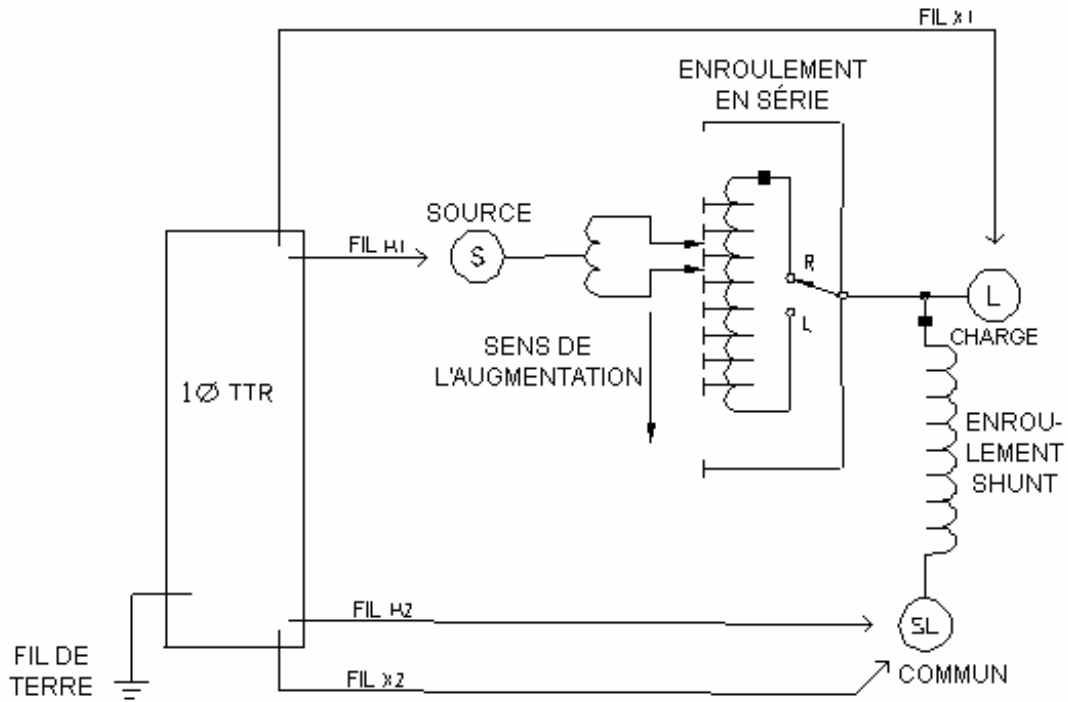 FIL X1
ENROULEMENT
EN SÉRIE
SOURCE
FIL H1
S
R
L
L
CHARGE
SENS DE
L'AUGMENTATION
1Ø TTR
ENROU-
LEMENT
SHUNT
FIL H2
SL
FIL DE
TERRE
COMMUN
FIL X2